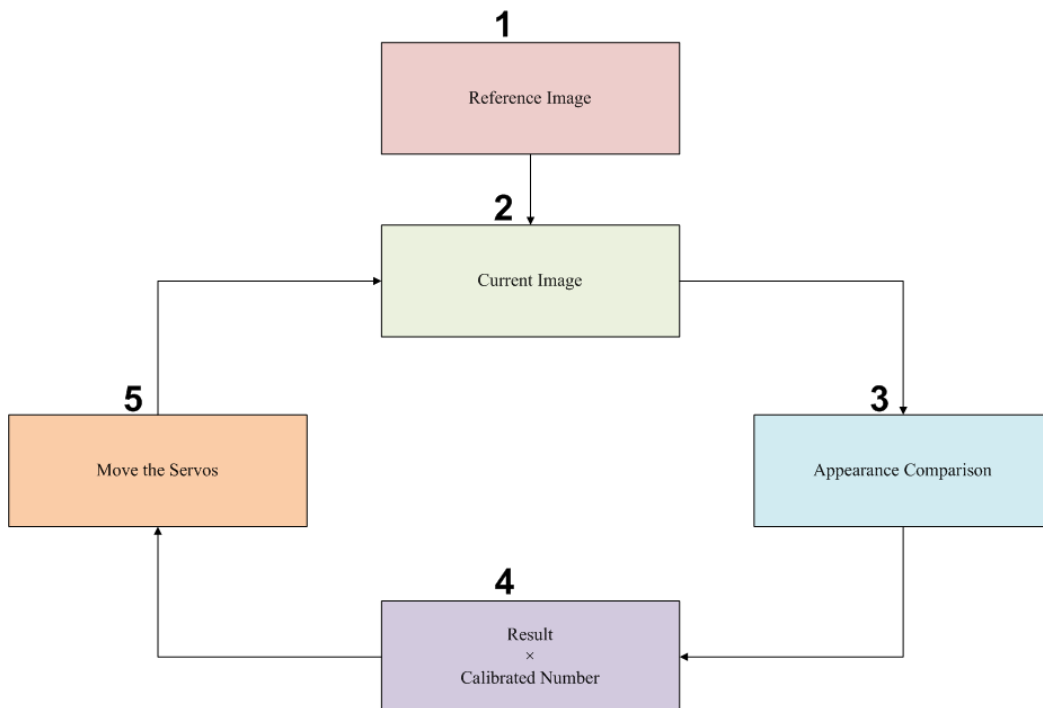 1
Reference Image
2
Current Image
5
Move the Servos
3
Appearance Comparison
4
Result
×
Calibrated Number